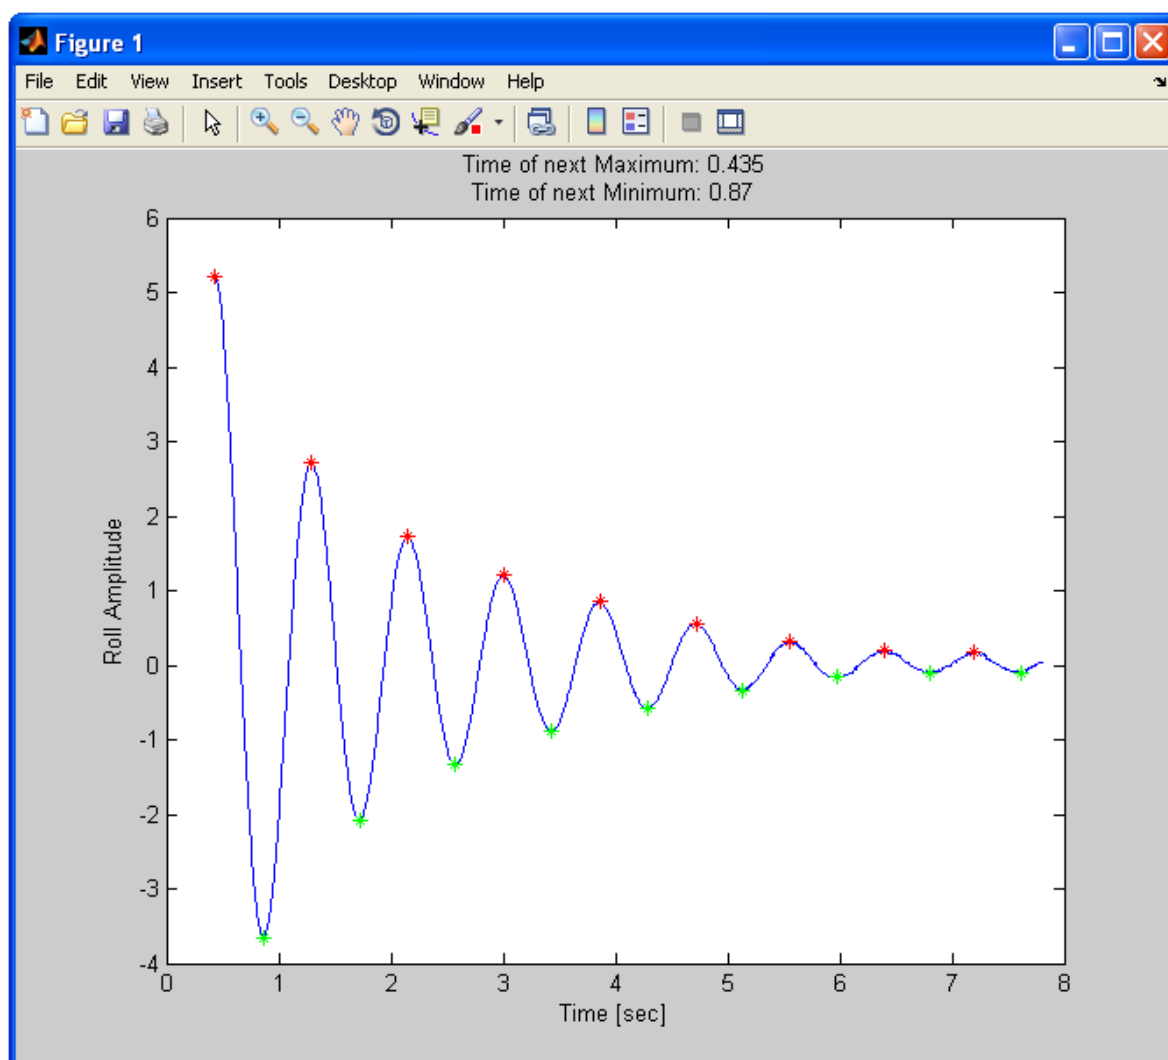 Figure 1
File Edit View Insert Tools Desktop Window Help
Time of next Maximum: 0.435
Time of next Minimum: 0.87
6
5
4
3
2
1
0
-1
-2
-3
-4
Roll Amplitude
0 1 2 3 4 5 6 7 8
Time [sec]